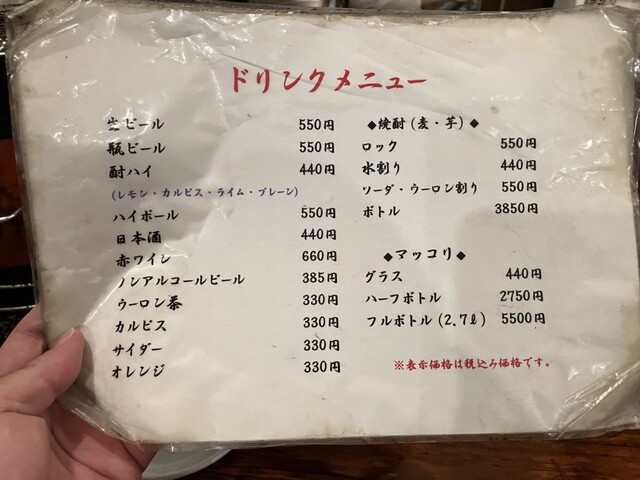 ドリンクメニュー
生ビール 550円
瓶ビール 550円
酎ハイ 440円
(レモン・カルピス・ライム・プレーン)
ハイボール 550円
日本酒 440円
赤ワイン 660円
ノンアルコールビール 385円
ウーロン茶 330円
カルピス 330円
サイダー 330円
オレンジ 330円
◆焼酎(麦・芋)◆
ロック 550円
水割り 440円
ソーダ・ウーロン割り 550円
ボトル 3850円
◆マッコリ◆
グラス 440円
ハーフボトル 2750円
フルボトル(2,7ℓ) 5500円
※表示価格は税込み価格です。